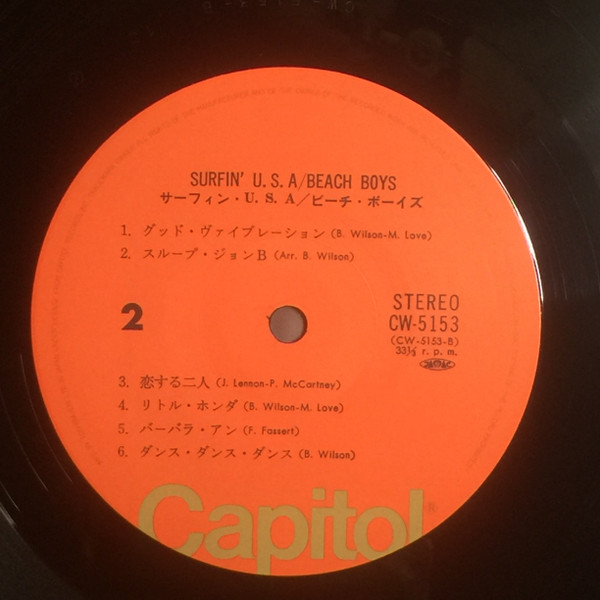 SURFIN' U. S. A/BEACH BOYS
サーフィン・U. S. A／ビーチ・ボーイズ
1. グッド・ヴァイブレーション (B. Wilson-M. Love)
2. スループ・ジョンB (Arr. B. Wilson)
2
STEREO
CW-5153
(CW-5153-B)
33⅓ r. p. m.
3. 恋する二人 (J. Lennon-P. McCartney)
4. リトル・ホンダ (B. Wilson-M. Love)
5. バーバラ・アン (F. Fassert)
6. ダンス・ダンス・ダンス (B. Wilson)
Capitol®